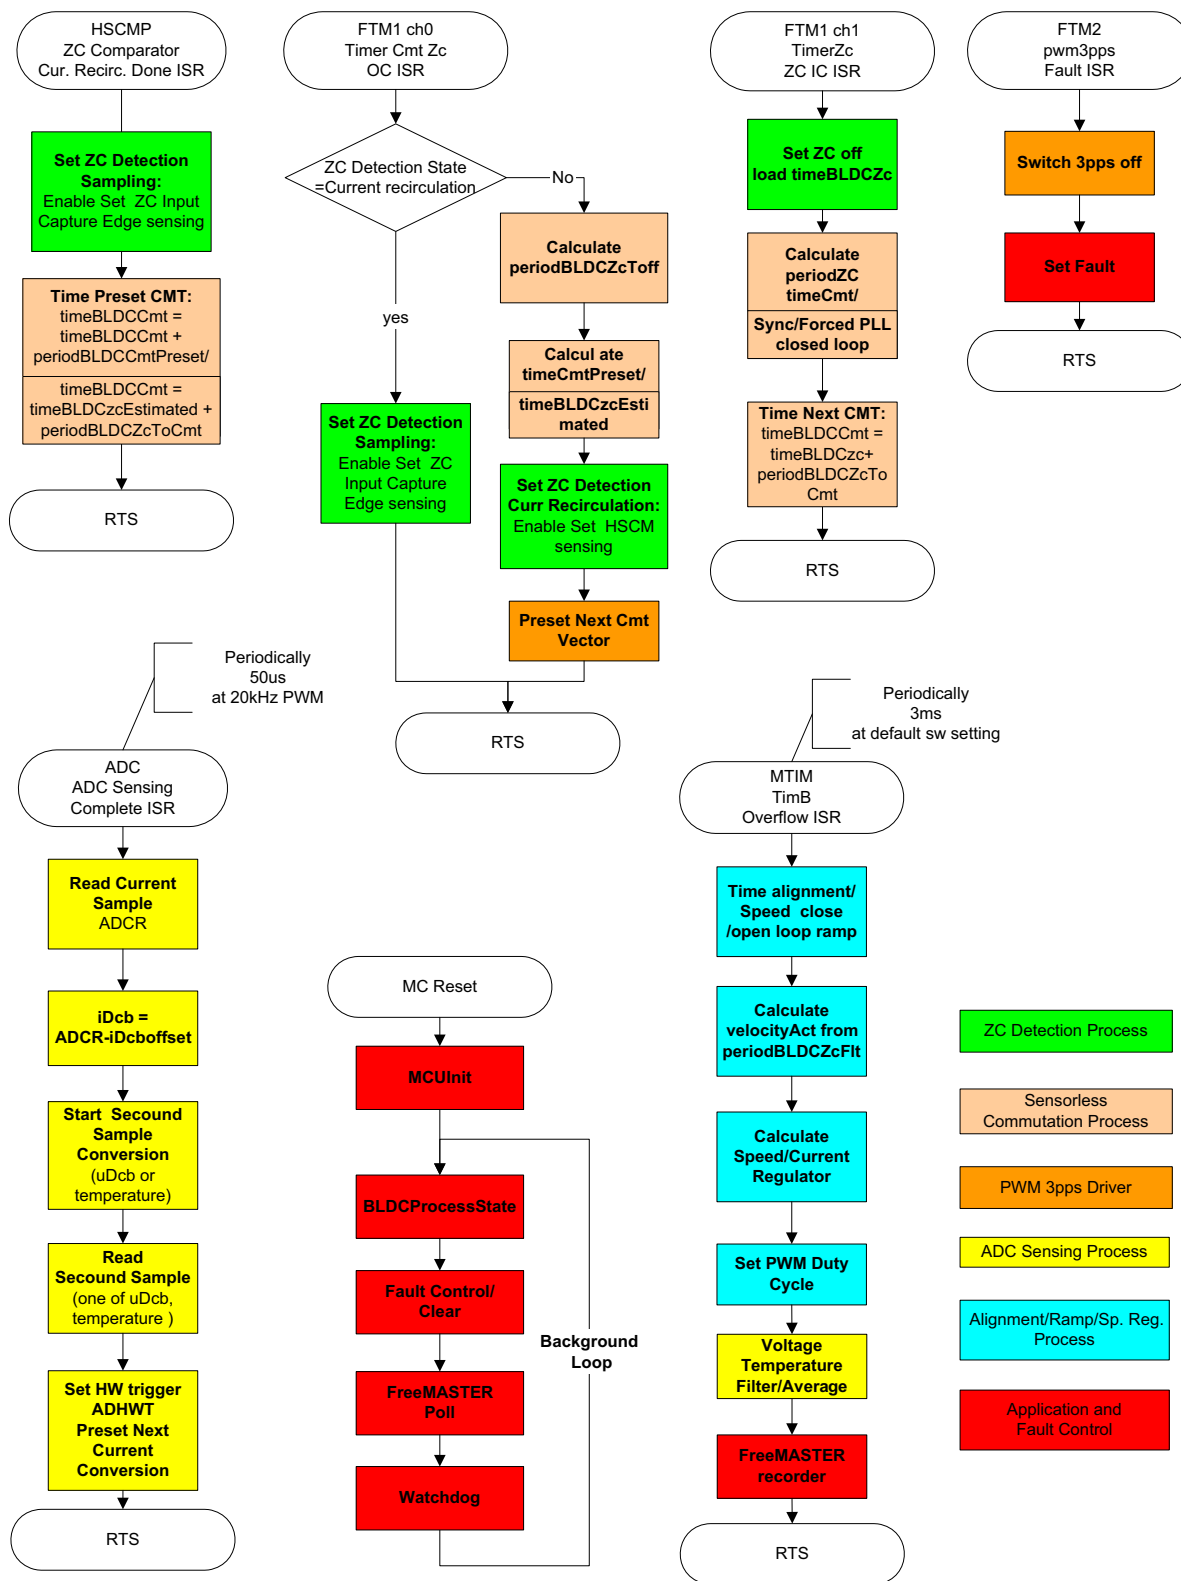 HSCMP
ZC Comparator
Cur. Recirc. Done ISR
Set ZC Detection
Sampling:
Enable Set  ZC Input
Capture Edge sensing
Time Preset CMT:
timeBLDCCmt =
timeBLDCCmt +
periodBLDCCmtPreset/
timeBLDCCmt =
timeBLDCzcEstimated +
periodBLDCZcToCmt
RTS
FTM1 ch0
Timer Cmt Zc
OC ISR
ZC Detection State
=Current recirculation
No
yes
Calculate
periodBLDCZcToff
Calcul ate
timeCmtPreset/
timeBLDCzcEsti
mated
Set ZC Detection
Sampling:
Enable Set  ZC
Input Capture
Edge sensing
Set ZC Detection
Curr Recirculation:
Enable Set  HSCM
sensing
Preset Next Cmt
Vector
RTS
FTM1 ch1
TimerZc
ZC IC ISR
Set ZC off
load timeBLDCZc
Calculate
periodZC
timeCmt/
Sync/Forced PLL
closed loop
Time Next CMT:
timeBLDCCmt =
timeBLDCzc+
periodBLDCZcTo
Cmt
RTS
FTM2
pwm3pps
Fault ISR
Switch 3pps off
Set Fault
RTS
Periodically
50us
at 20kHz PWM
ADC
ADC Sensing
Complete ISR
Read Current
Sample
ADCR
iDcb =
ADCR-iDcboffset
Start  Secound
Sample
Conversion
(uDcb or
temperature)
Read
Secound Sample
(one of uDcb,
temperature )
Set HW trigger
ADHWT
Preset Next
Current
Conversion
RTS
MC Reset
MCUInit
BLDCProcessState
Fault Control/
Clear
FreeMASTER
Poll
Watchdog
Background
Loop
Periodically
3ms
at default sw setting
MTIM
TimB
Overflow ISR
Time alignment/
Speed  close
/open loop ramp
Calculate
velocityAct from
periodBLDCZcFlt
Calculate
Speed/Current
Regulator
Set PWM Duty
Cycle
Voltage
Temperature
Filter/Average
FreeMASTER
recorder
RTS
ZC Detection Process
Sensorless
Commutation Process
PWM 3pps Driver
ADC Sensing Process
Alignment/Ramp/Sp. Reg.
Process
Application and
Fault Control